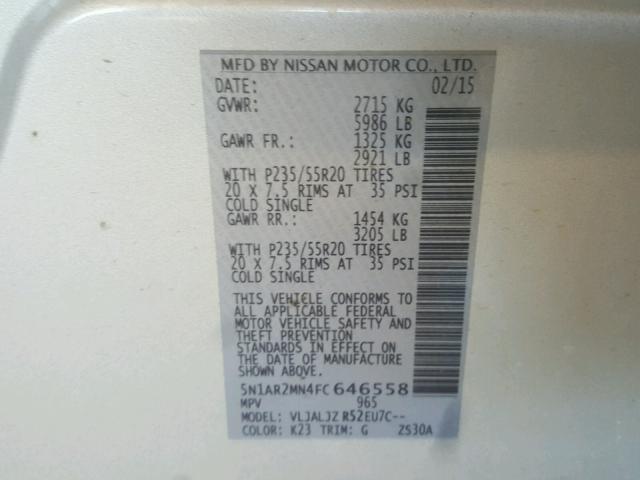 MFD BY NISSAN MOTOR CO., LTD.
DATE: 02/15
GVWR: 2715 KG
5986 LB
GAWR FR.: 1325 KG
2921 LB
WITH P235/55R20 TIRES
20 X 7.5 RIMS AT 35 PSI
COLD SINGLE
GAWR RR.: 1454 KG
3205 LB
WITH P235/55R20 TIRES
20 X 7.5 RIMS AT 35 PSI
COLD SINGLE
THIS VEHICLE CONFORMS TO
ALL APPLICABLE FEDERAL
MOTOR VEHICLE SAFETY AND
THEFT PREVENTION
STANDARDS IN EFFECT ON
THE DATE OF MANUFACTURE
SHOWN ABOVE.
5N1AR2MN4FC646558
MPV 965
MODEL: VLJALJZ R52EU7C--
COLOR: K23 TRIM: G ZS30A